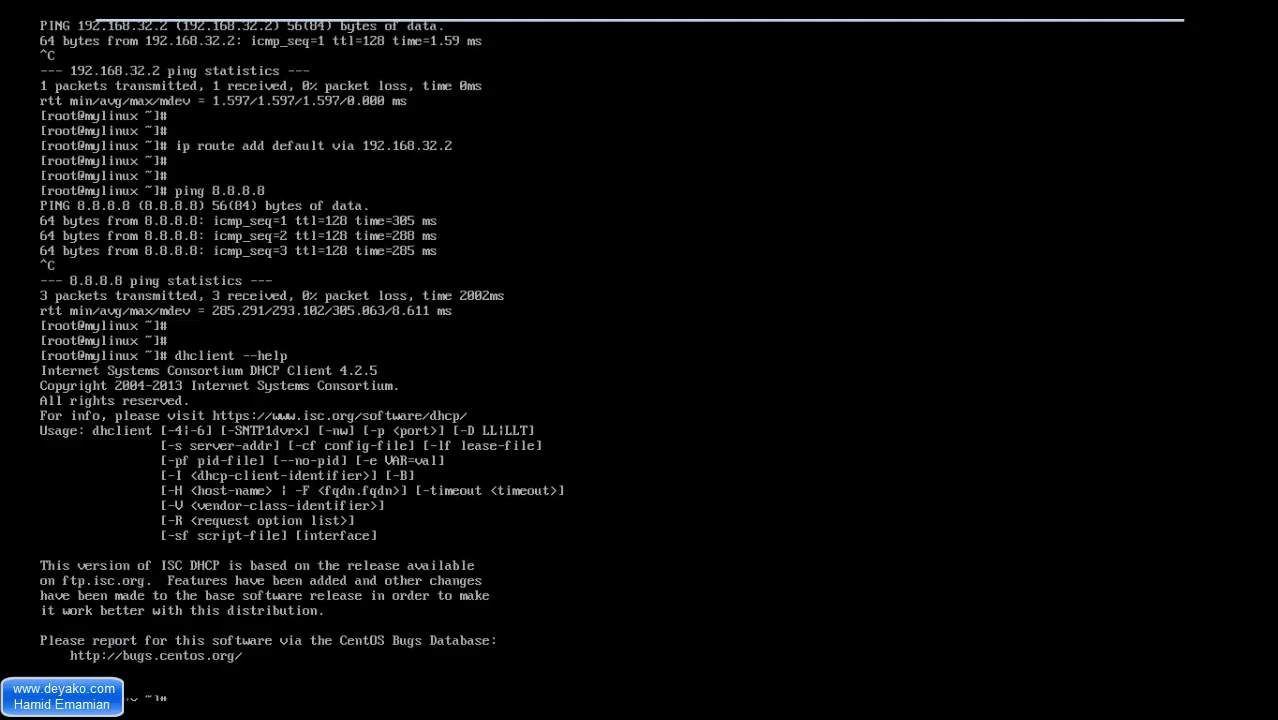 PING 192.168.32.2 (192.168.32.2) 56(84) bytes of data.
64 bytes from 192.168.32.2: icmp_seq=1 ttl=128 time=1.59 ms
^C
--- 192.168.32.2 ping statistics ---
1 packets transmitted, 1 received, 0% packet loss, time 0ms
rtt min/avg/max/mdev = 1.597/1.597/1.597/0.000 ms
[root@mylinux ~]#
[root@mylinux ~]#
[root@mylinux ~]# ip route add default via 192.168.32.2
[root@mylinux ~]#
[root@mylinux ~]#
[root@mylinux ~]# ping 8.8.8.8
PING 8.8.8.8 (8.8.8.8) 56(84) bytes of data.
64 bytes from 8.8.8.8: icmp_seq=1 ttl=128 time=305 ms
64 bytes from 8.8.8.8: icmp_seq=2 ttl=128 time=288 ms
64 bytes from 8.8.8.8: icmp_seq=3 ttl=128 time=285 ms
^C
--- 8.8.8.8 ping statistics ---
3 packets transmitted, 3 received, 0% packet loss, time 2002ms
rtt min/avg/max/mdev = 285.291/293.102/305.063/8.611 ms
[root@mylinux ~]#
[root@mylinux ~]#
[root@mylinux ~]# dhclient --help
Internet Systems Consortium DHCP Client 4.2.5
Copyright 2004-2013 Internet Systems Consortium.
All rights reserved.
For info, please visit https://www.isc.org/software/dhcp/
Usage: dhclient [-4|-6] [-SNTP1dvrx] [-nw] [-p <port>] [-D LL|LLT]
[-s server-addr] [-cf config-file] [-lf lease-file]
[-pf pid-file] [--no-pid] [-e VAR=val]
[-I <dhcp-client-identifier>] [-B]
[-H <host-name> | -F <fqdn.fqdn>] [-timeout <timeout>]
[-V <vendor-class-identifier>]
[-R <request option list>]
[-sf script-file] [interface]
This version of ISC DHCP is based on the release available
on ftp.isc.org.  Features have been added and other changes
have been made to the base software release in order to make
it work better with this distribution.
Please report for this software via the CentOS Bugs Database:
http://bugs.centos.org/
~]#
www.deyako.com
Hamid Emamian